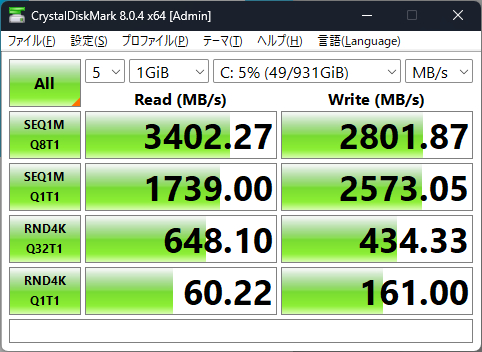 CrystalDiskMark 8.0.4 x64 [Admin]
ファイル(F) 設定(S) プロファイル(P) テーマ(T) ヘルプ(H) 言語(Language)
All 5 1GiB C: 5% (49/931GiB) MB/s
Read (MB/s) Write (MB/s)
SEQ1M
Q8T1 3402.27 2801.87
SEQ1M
Q1T1 1739.00 2573.05
RND4K
Q32T1 648.10 434.33
RND4K
Q1T1 60.22 161.00